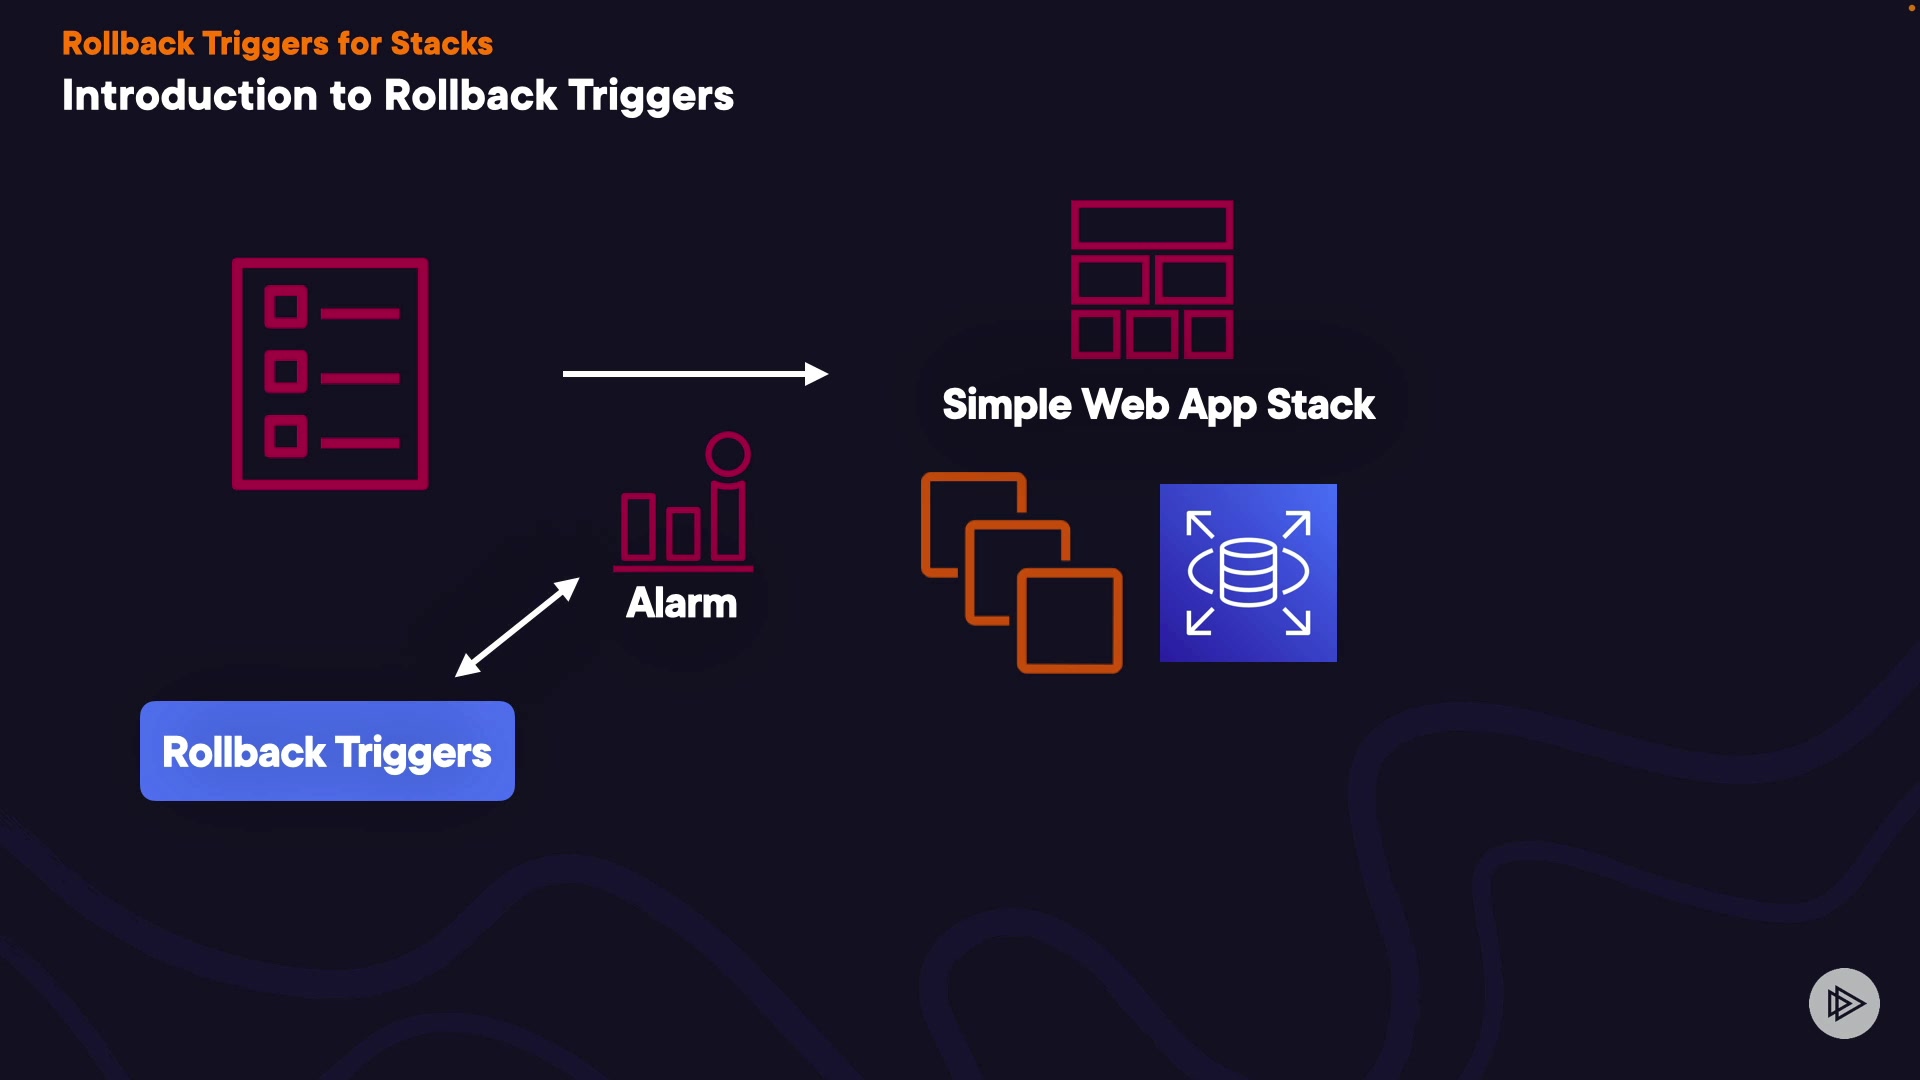 Rollback Triggers for Stacks
Introduction to Rollback Triggers
Simple Web App Stack
Alarm
Rollback Triggers